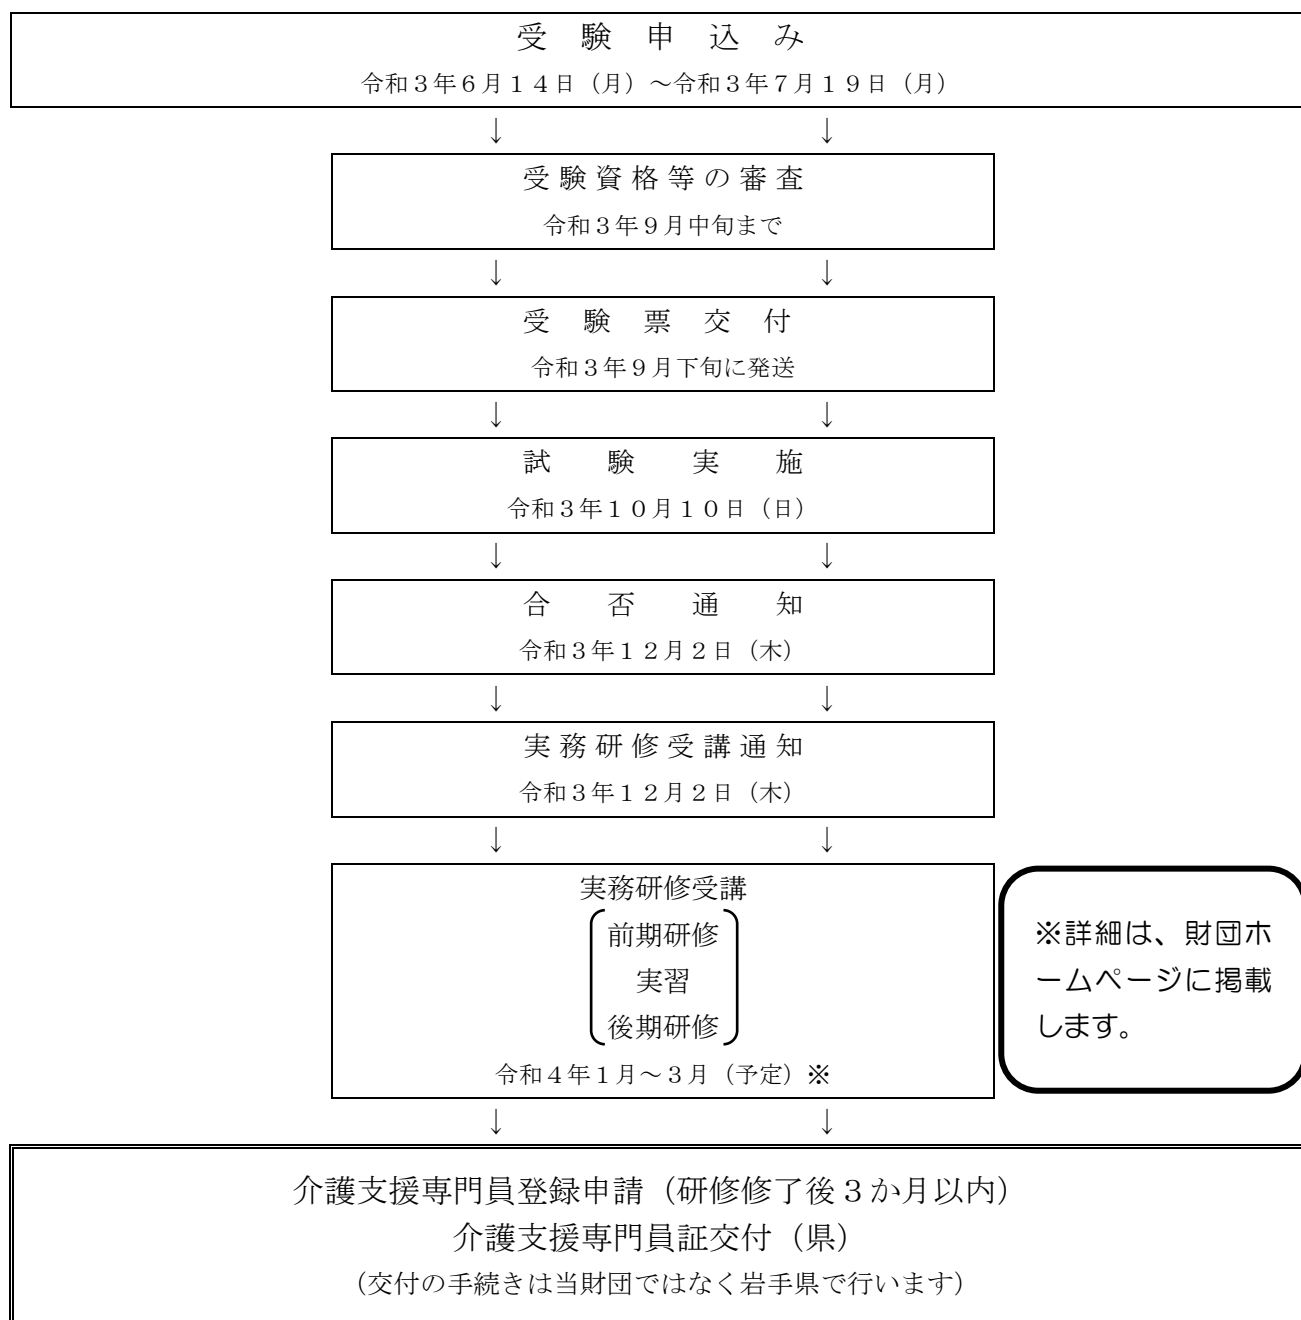 受験申込み
令和３年６月１４日（月）～令和３年７月１９日（月）
↓ ↓
受験資格等の審査
令和３年９月中旬まで
↓ ↓
受験票交付
令和３年９月下旬に発送
↓ ↓
試験実施
令和３年１０月１０日（日）
↓ ↓
合否通知
令和３年１２月２日（木）
↓ ↓
実務研修受講通知
令和３年１２月２日（木）
↓ ↓
実務研修受講
前期研修
実習
後期研修
令和４年１月～３月（予定）※
※詳細は、財団ホ
ームページに掲載
します。
↓ ↓
介護支援専門員登録申請（研修修了後３か月以内）
介護支援専門員証交付（県）
（交付の手続きは当財団ではなく岩手県で行います）